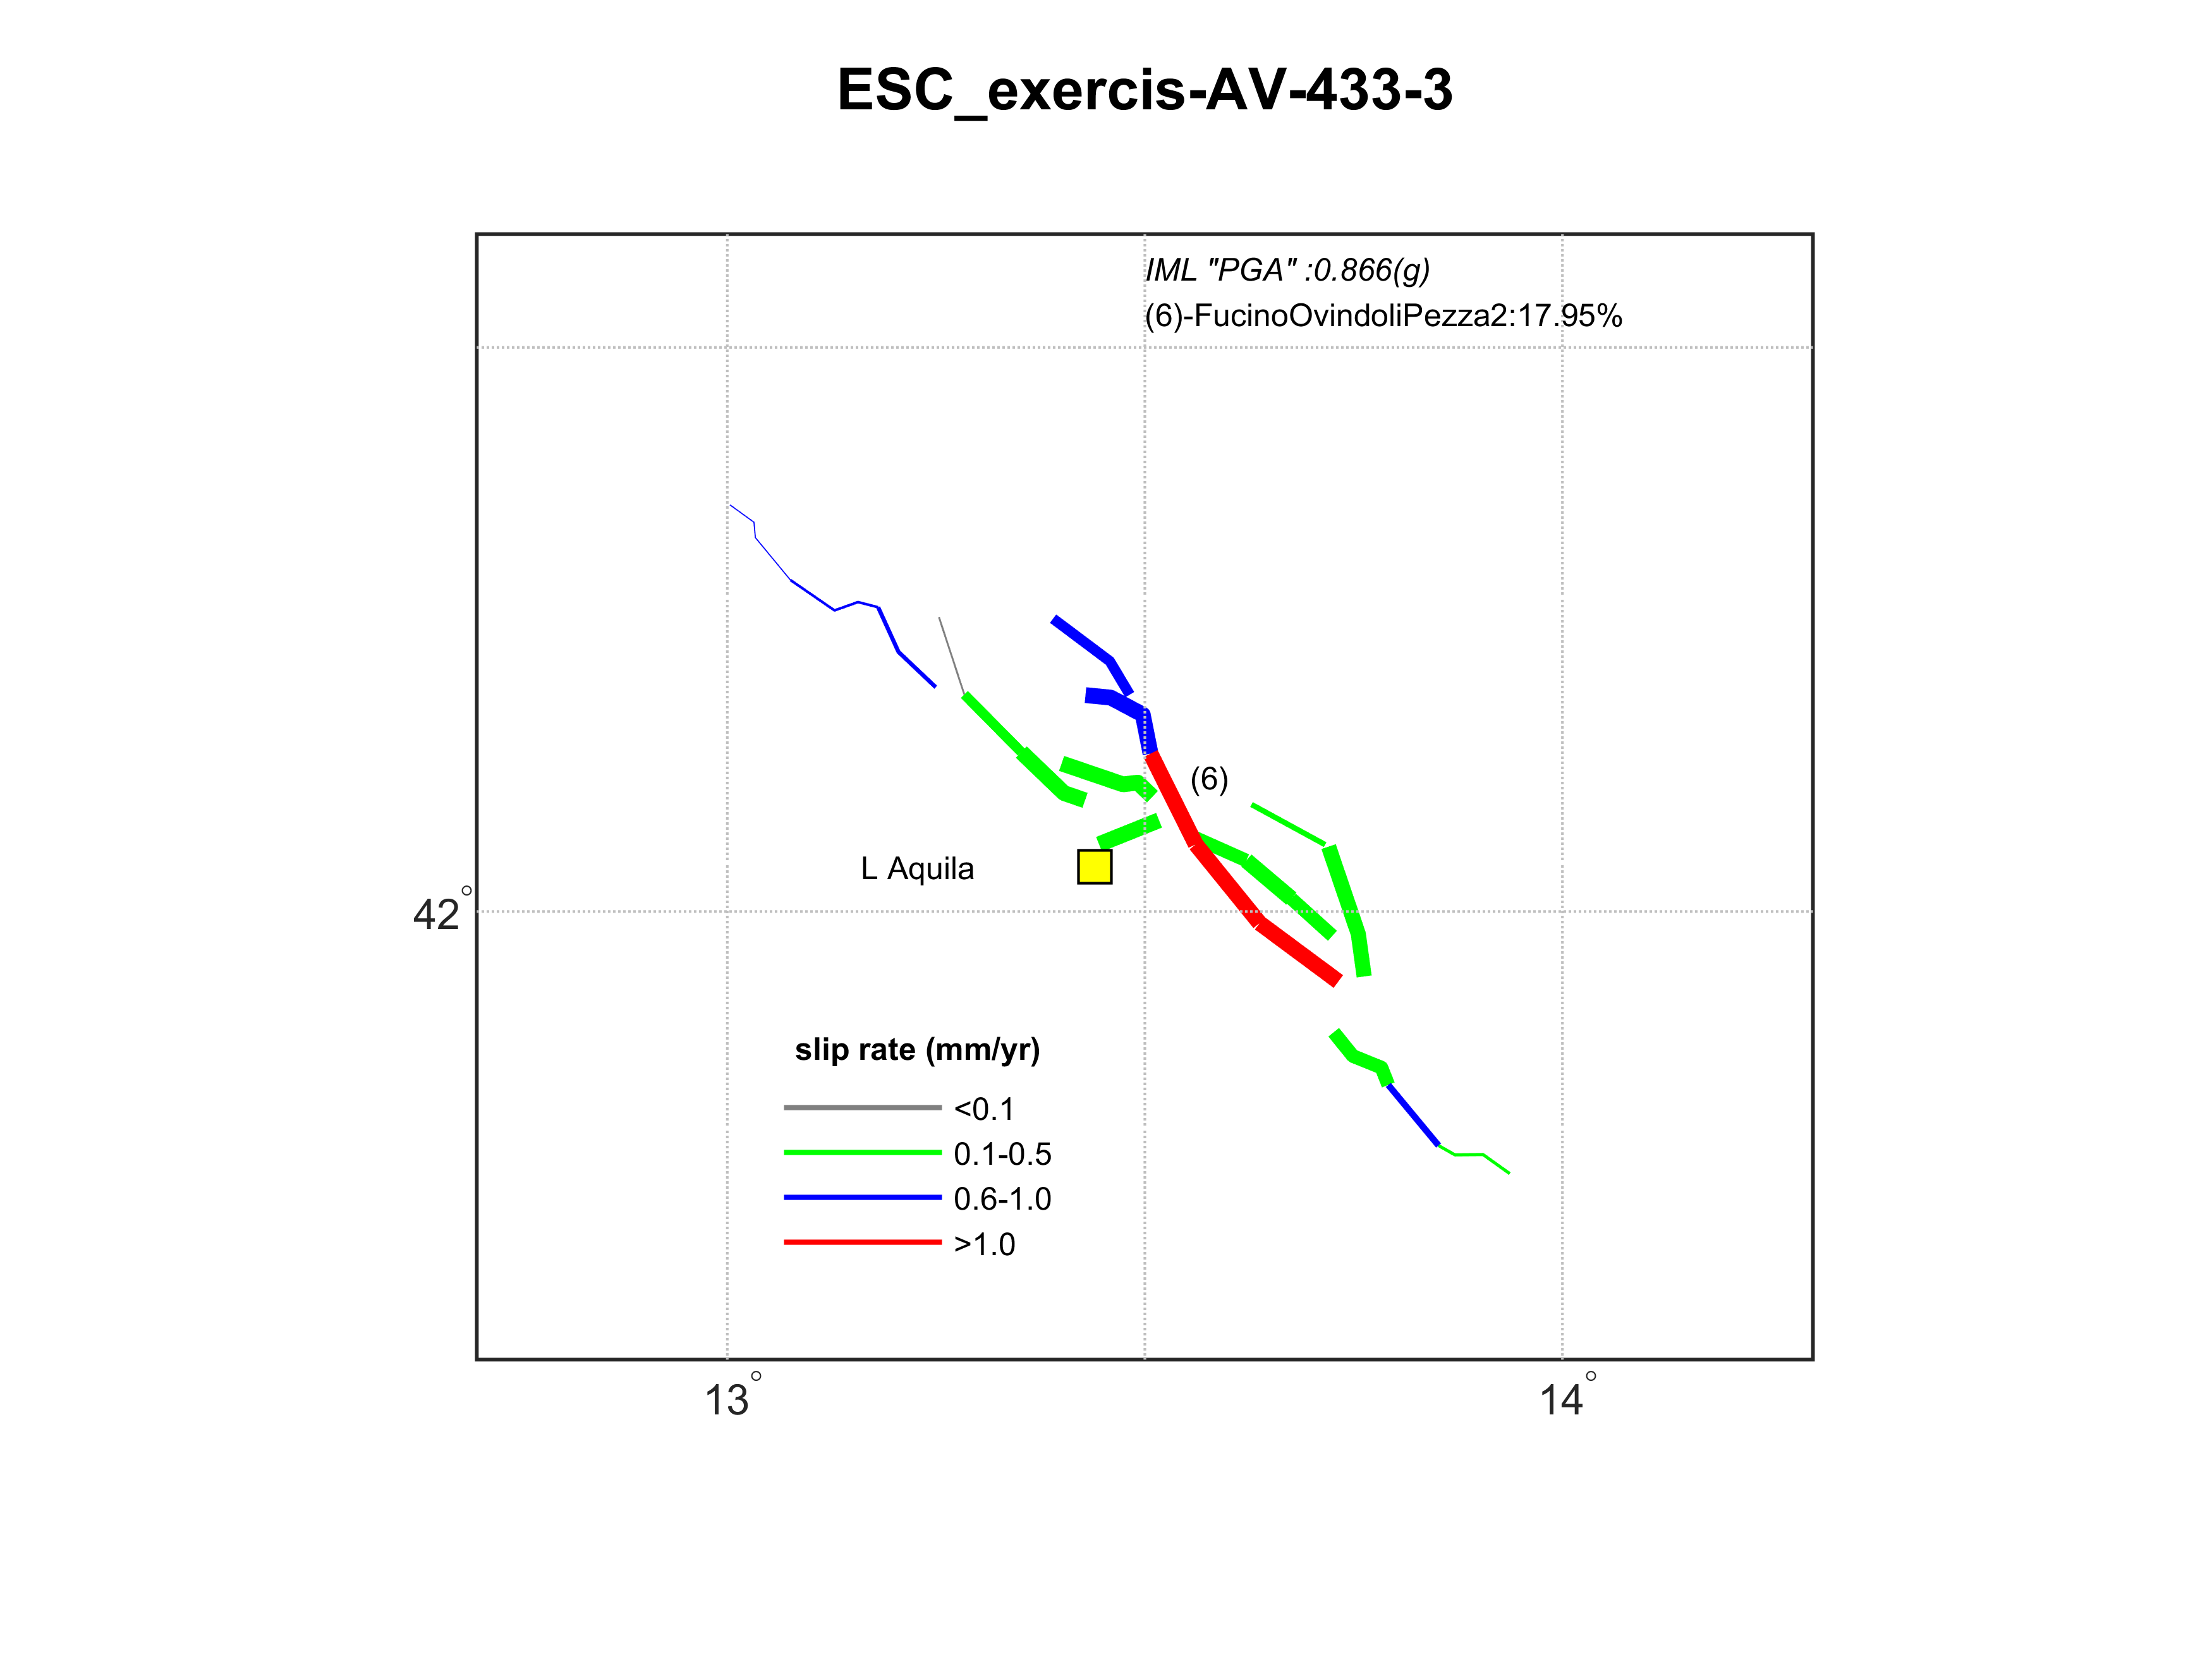 ESC_exercis-AV-433-3
IML "PGA" :0.866(g)
(6)-FucinoOvindoliPezza2:17.95%
(6)
L Aquila
42°
slip rate (mm/yr)
<0.1
0.1-0.5
0.6-1.0
>1.0
13°
14°